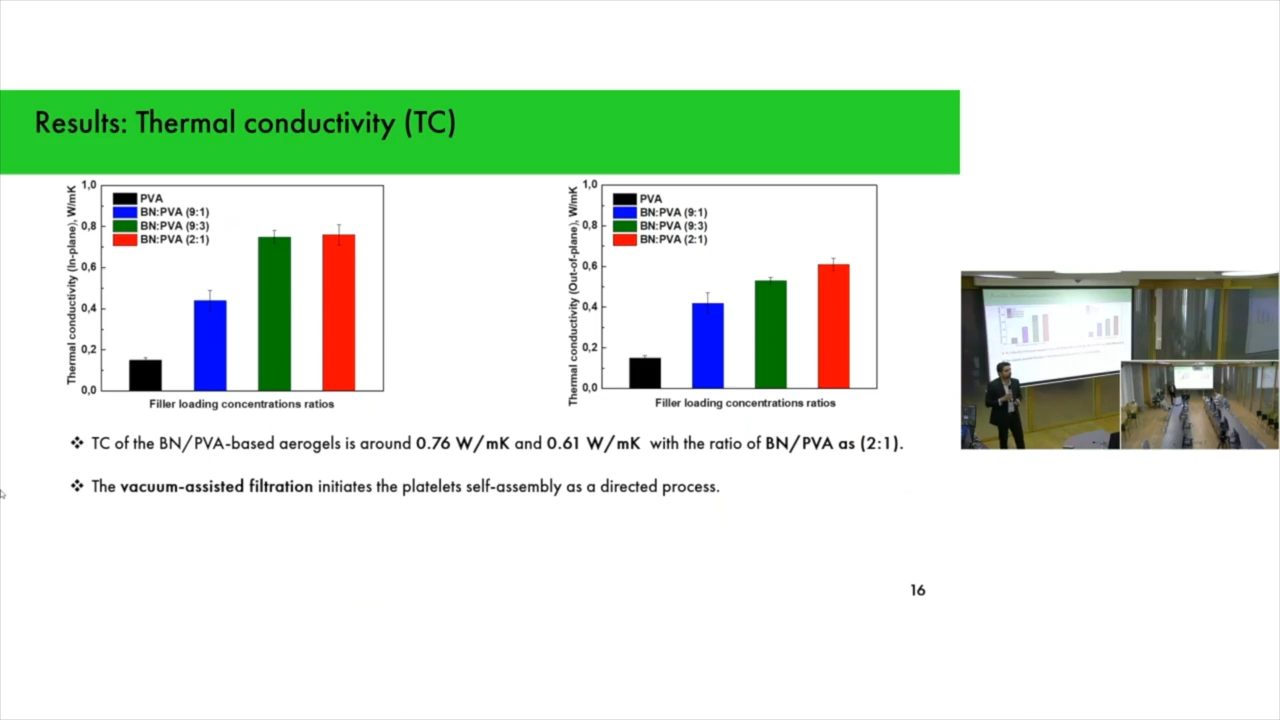 Results: Thermal conductivity (TC)
Thermal conductivity (In-plane), W/mK
1,0
0,8
0,6
0,4
0,2
0,0
PVA
BN:PVA (9:1)
BN:PVA (9:3)
BN:PVA (2:1)
Filler loading concentrations ratios
Thermal conductivity (Out-of-plane), W/mK
1,0
0,8
0,6
0,4
0,2
0,0
PVA
BN:PVA (9:1)
BN:PVA (9:3)
BN:PVA (2:1)
Filler loading concentrations ratios
❖ TC of the BN/PVA-based aerogels is around 0.76 W/mK and 0.61 W/mK with the ratio of BN/PVA as (2:1).
❖ The vacuum-assisted filtration initiates the platelets self-assembly as a directed process.
16